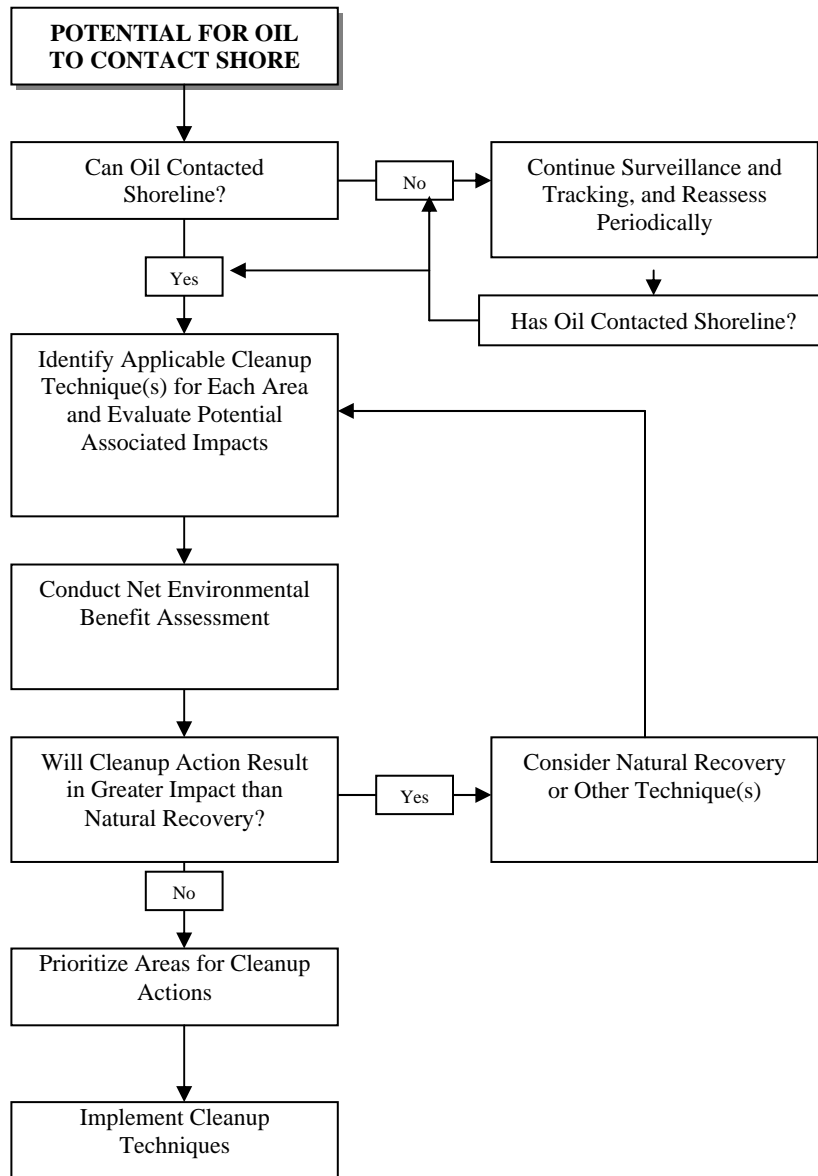 POTENTIAL FOR OIL
TO CONTACT SHORE
Can Oil Contacted
Shoreline?
No
Continue Surveillance and
Tracking, and Reassess
Periodically
Yes
Has Oil Contacted Shoreline?
Identify Applicable Cleanup
Technique(s) for Each Area
and Evaluate Potential
Associated Impacts
Conduct Net Environmental
Benefit Assessment
Will Cleanup Action Result
in Greater Impact than
Natural Recovery?
Yes
Consider Natural Recovery
or Other Technique(s)
No
Prioritize Areas for Cleanup
Actions
Implement Cleanup
Techniques